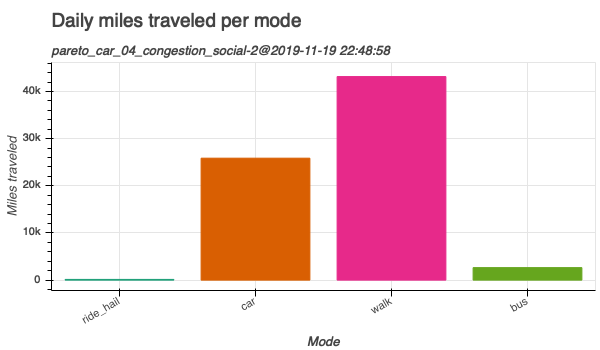 Daily miles traveled per mode
pareto_car_04_congestion_social-2@2019-11-19 22:48:58
Miles traveled
40k
30k
20k
10k
0
ride_hail
car
walk
bus
Mode